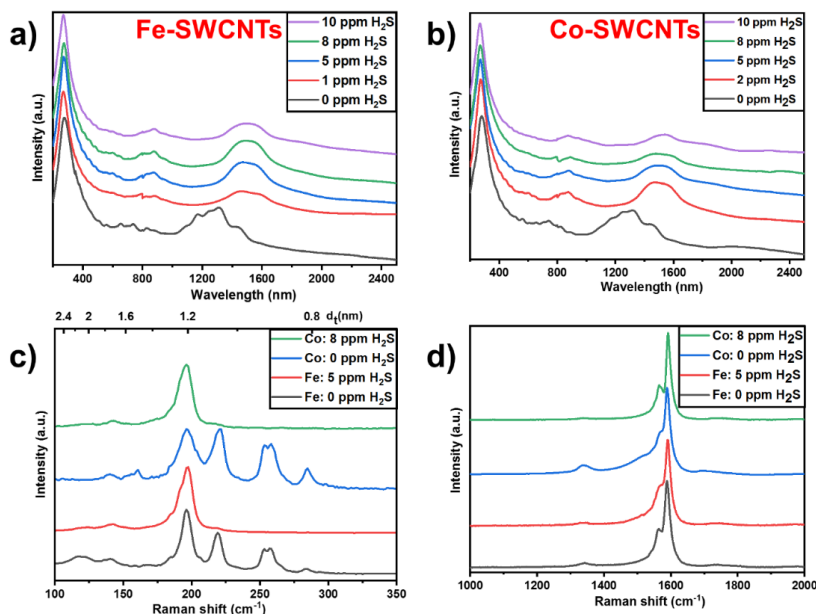 a)
Fe-SWCNTs
10 ppm H₂S
8 ppm H₂S
5 ppm H₂S
1 ppm H₂S
0 ppm H₂S
Intensity (a.u.)
400 800 1200 1600 2000 2400
Wavelength (nm)
b)
Co-SWCNTs
10 ppm H₂S
8 ppm H₂S
5 ppm H₂S
2 ppm H₂S
0 ppm H₂S
Intensity (a.u.)
400 800 1200 1600 2000 2400
Wavelength (nm)
2.4 2 1.6 1.2 0.8 dₜ(nm)
c)
Co: 8 ppm H₂S
Co: 0 ppm H₂S
Fe: 5 ppm H₂S
Fe: 0 ppm H₂S
Intensity (a.u.)
100 150 200 250 300 350
Raman shift (cm⁻¹)
d)
Co: 8 ppm H₂S
Co: 0 ppm H₂S
Fe: 5 ppm H₂S
Fe: 0 ppm H₂S
Intensity (a.u.)
1000 1200 1400 1600 1800 2000
Raman shift (cm⁻¹)